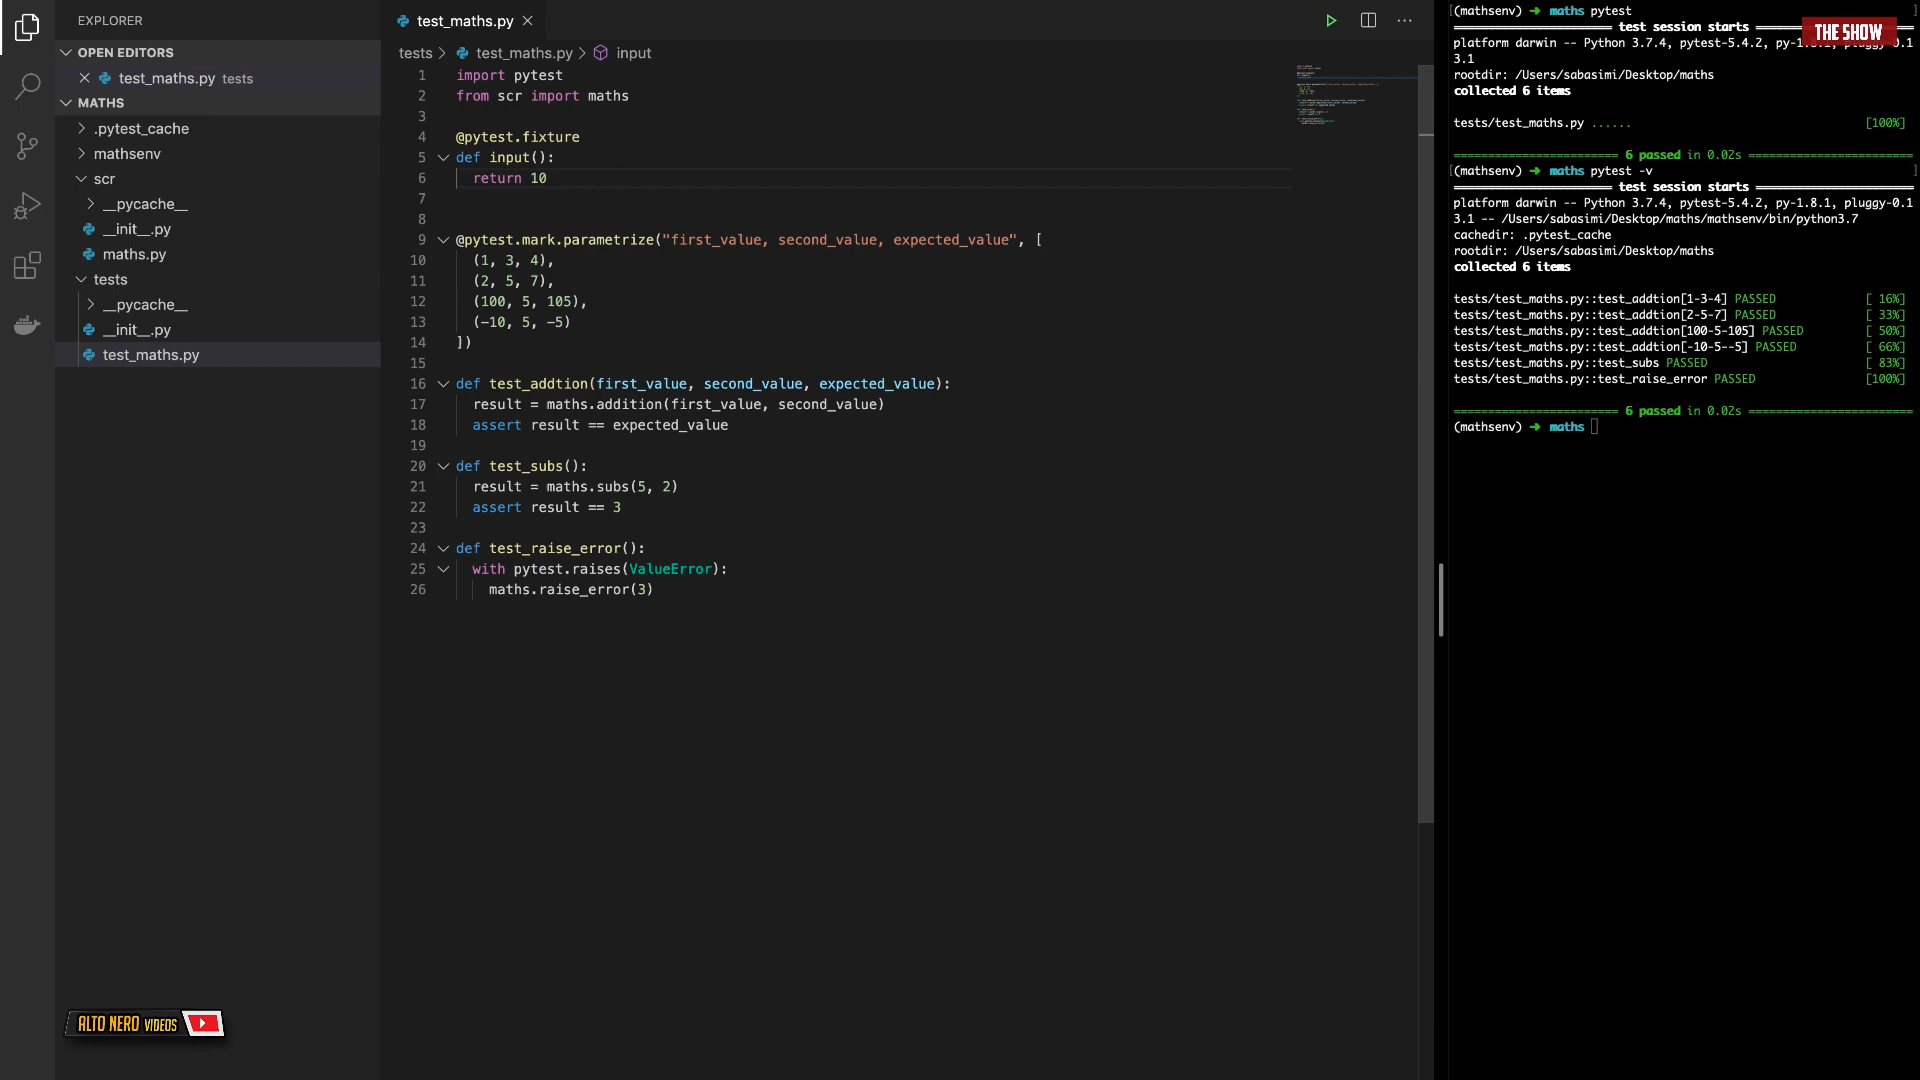 EXPLORER
OPEN EDITORS
test_maths.py tests
MATHS
.pytest_cache
mathsenv
scr
__pycache__
__init__.py
maths.py
tests
__pycache__
__init__.py
test_maths.py
ALTO NERO VIDEOS
test_maths.py
tests > test_maths.py > input
1 import pytest
2 from scr import maths
3
4 @pytest.fixture
5 def input():
6 return 10
7
8
9 @pytest.mark.parametrize("first_value, second_value, expected_value", [
10 (1, 3, 4),
11 (2, 5, 7),
12 (100, 5, 105),
13 (-10, 5, -5)
14 ])
15
16 def test_addtion(first_value, second_value, expected_value):
17 result = maths.addition(first_value, second_value)
18 assert result == expected_value
19
20 def test_subs():
21 result = maths.subs(5, 2)
22 assert result == 3
23
24 def test_raise_error():
25 with pytest.raises(ValueError):
26 maths.raise_error(3)
[(mathsenv) ➜ maths pytest ]
test session starts
THE SHOW
platform darwin -- Python 3.7.4, pytest-5.4.2, py-1.8.1, pluggy-0.1
3.1
rootdir: /Users/sabasimi/Desktop/maths
collected 6 items
tests/test_maths.py ...... [100%]
6 passed in 0.02s
[(mathsenv) ➜ maths pytest -v ]
test session starts
platform darwin -- Python 3.7.4, pytest-5.4.2, py-1.8.1, pluggy-0.1
3.1 -- /Users/sabasimi/Desktop/maths/mathsenv/bin/python3.7
cachedir: .pytest_cache
rootdir: /Users/sabasimi/Desktop/maths
collected 6 items
tests/test_maths.py::test_addtion[1-3-4] PASSED [ 16%]
tests/test_maths.py::test_addtion[2-5-7] PASSED [ 33%]
tests/test_maths.py::test_addtion[100-5-105] PASSED [ 50%]
tests/test_maths.py::test_addtion[-10-5--5] PASSED [ 66%]
tests/test_maths.py::test_subs PASSED [ 83%]
tests/test_maths.py::test_raise_error PASSED [100%]
6 passed in 0.02s
(mathsenv) ➜ maths